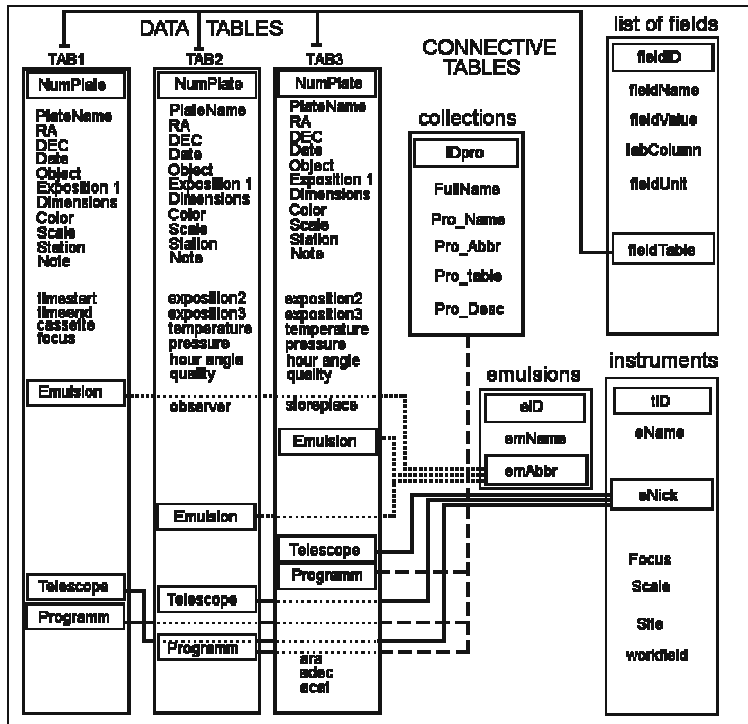 DATA TABLES
TAB1
NumPlate
PlateName
RA
DEC
Date
Object
Exposition 1
Dimensions
Color
Scale
Station
Note
timestart
timeend
cassette
focus
Emulsion
Telescope
Programm
TAB2
NumPlate
PlateName
RA
DEC
Date
Object
Exposition 1
Dimensions
Color
Scale
Station
Note
exposition2
exposition3
temperature
pressure
hour angle
quality
observer
Emulsion
Telescope
Programm
TAB3
NumPlate
PlateName
RA
DEC
Date
Object
Exposition 1
Dimensions
Color
Scale
Station
Note
exposition2
exposition3
temperature
pressure
hour angle
quality
storeplace
Emulsion
Telescope
Programm
ara
adec
acat
CONNECTIVE
TABLES
collections
IDpro
FullName
Pro_Name
Pro_Abbr
Pro_table
Pro_Desc
emulsions
eID
emName
emAbbr
list of fields
fieldID
fieldName
fieldValue
labColumn
fieldUnit
fieldTable
instruments
tID
eName
eNick
Focus
Scale
Site
workfield